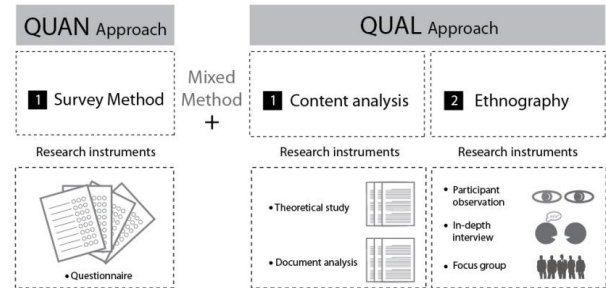 QUAN Approach
QUAL Approach
1 Survey Method
Mixed
Method
+
1 Content analysis
2 Ethnography
Research instruments
Research instruments
Research instruments
• Questionnaire
• Theoretical study
• Document analysis
• Participant
observation
• In-depth
interview
• Focus group